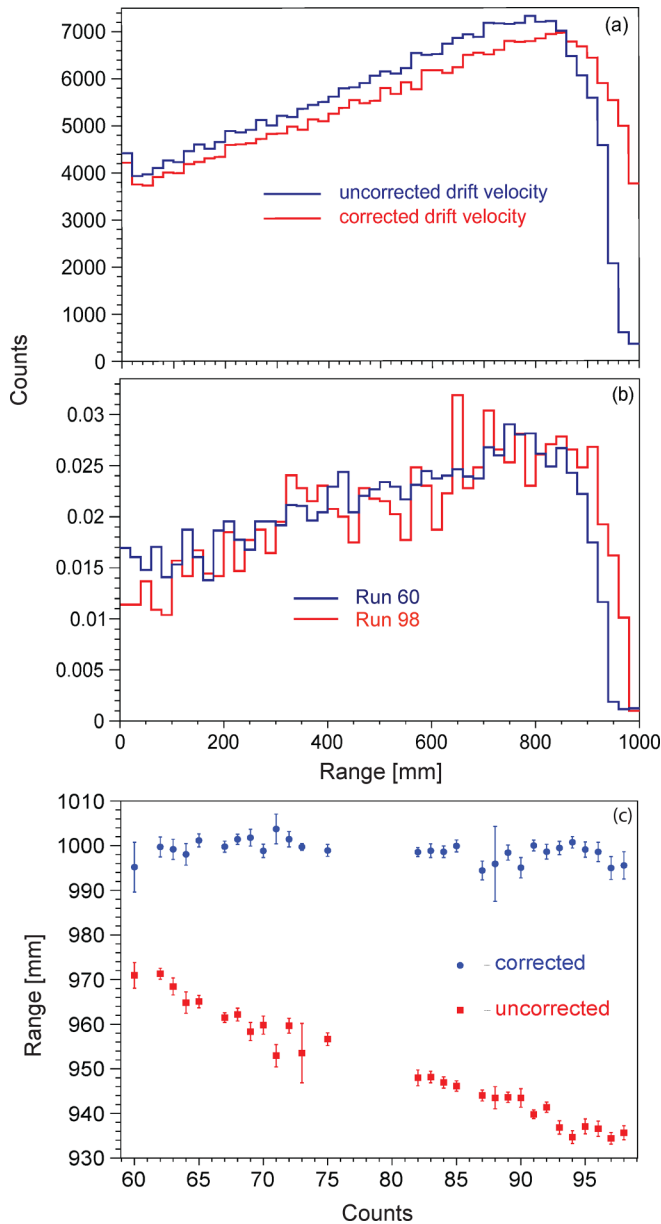 (a)
7000
6000
5000
4000
3000
2000
1000
0
uncorrected drift velocity
corrected drift velocity
Counts
(b)
0.03
0.025
0.02
0.015
0.01
0.005
0
Run 60
Run 98
0 200 400 600 800 1000
Range [mm]
(c)
1010
1000
990
980
970
960
950
940
930
Range [mm]
corrected
uncorrected
60 65 70 75 80 85 90 95
Counts